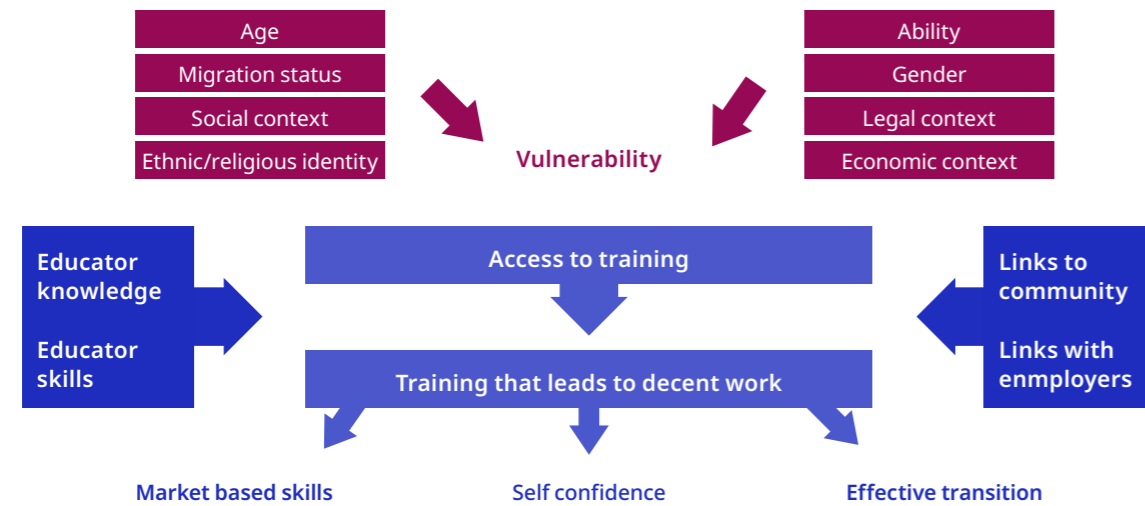 Age
Migration status
Social context
Ethnic/religious identity
Ability
Gender
Legal context
Economic context
Vulnerability
Educator
knowledge
Educator
skills
Access to training
Training that leads to decent work
Links to
community
Links with
enmployers
Market based skills
Self confidence
Effective transition